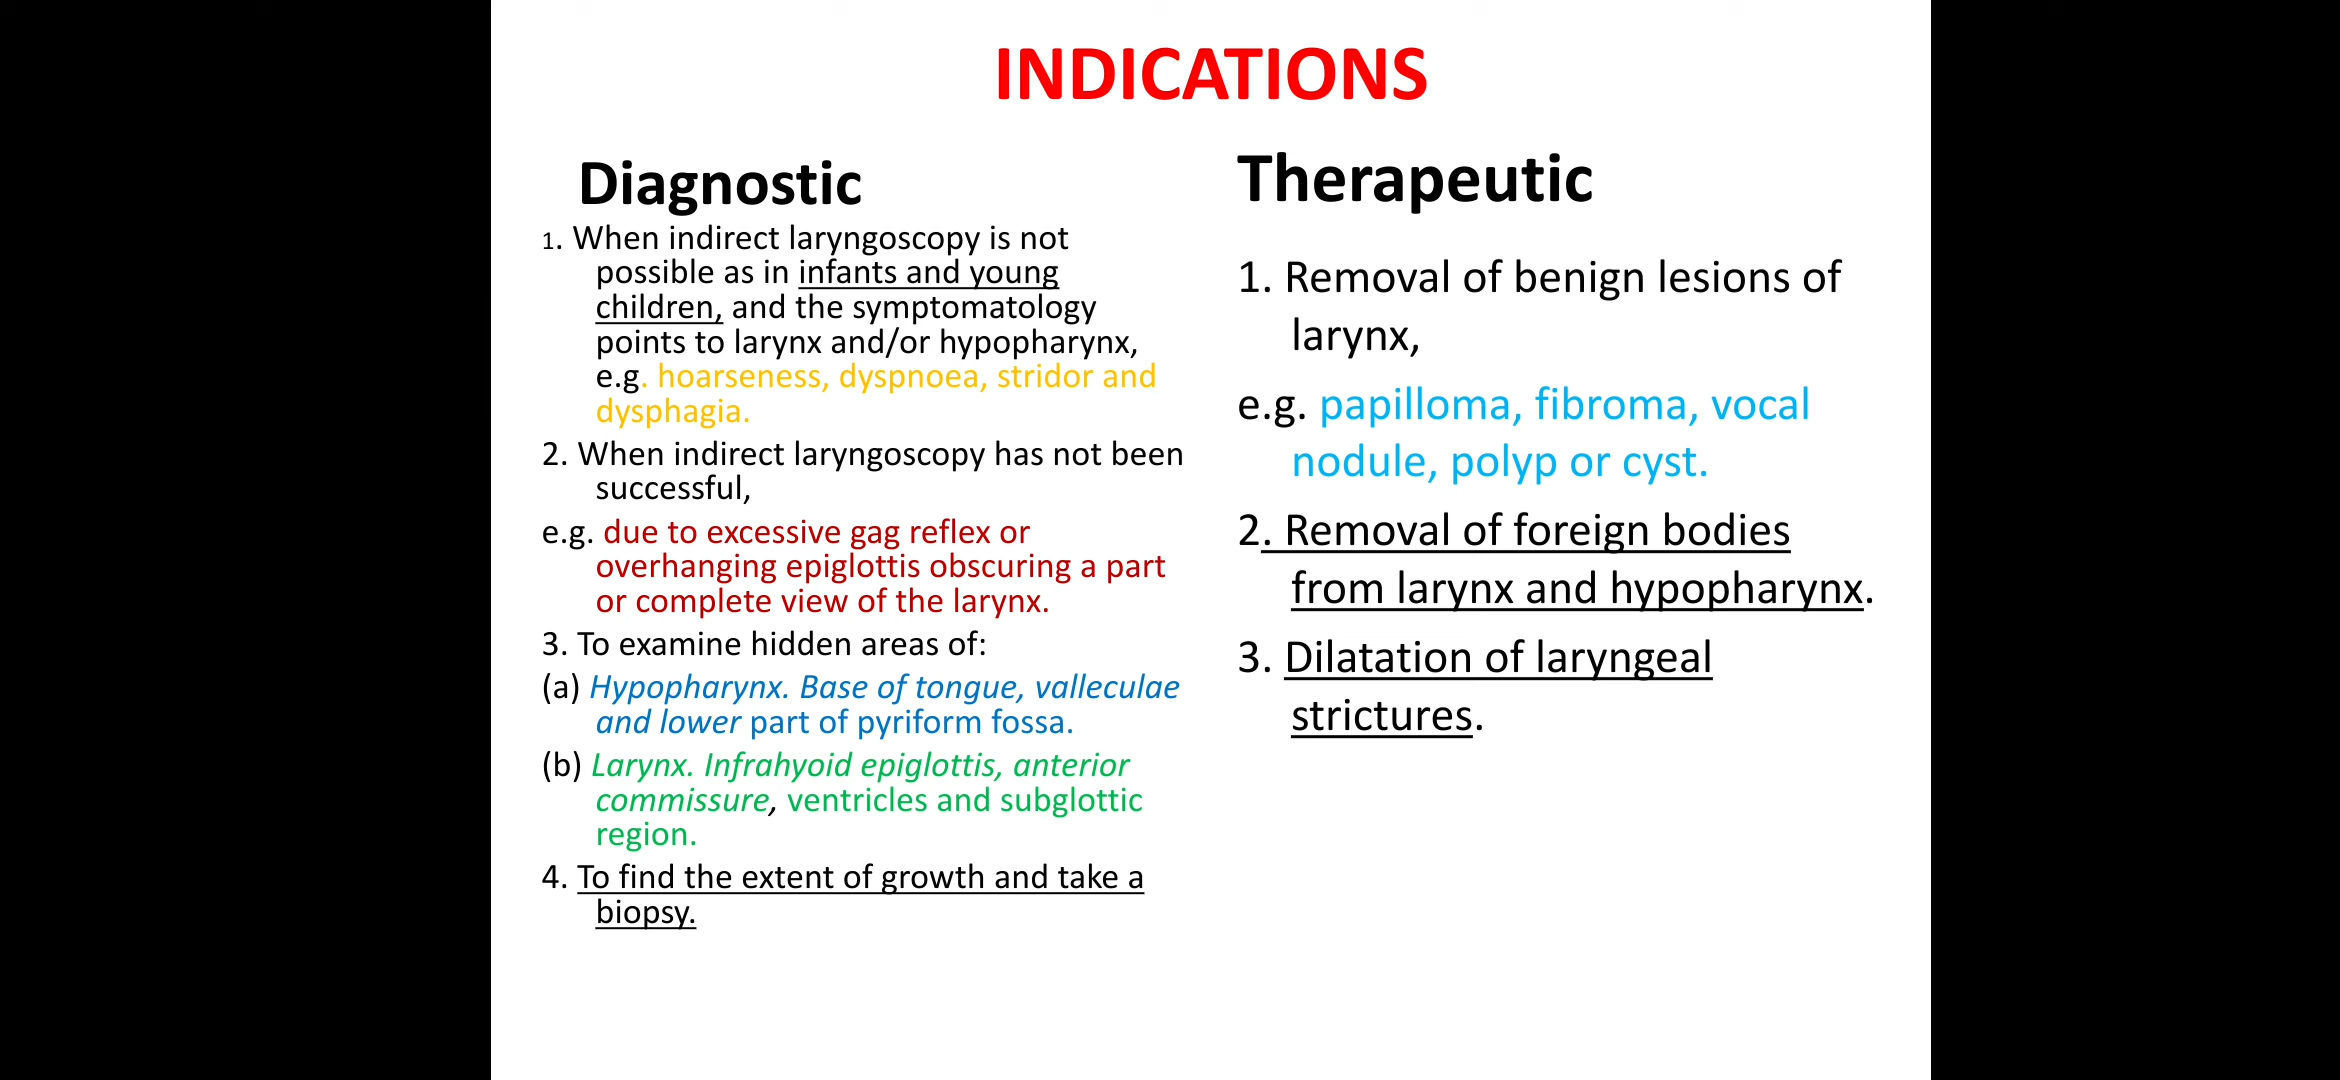 INDICATIONS
Diagnostic
1. When indirect laryngoscopy is not
possible as in infants and young
children, and the symptomatology
points to larynx and/or hypopharynx,
e.g. hoarseness, dyspnoea, stridor and
dysphagia.
2. When indirect laryngoscopy has not been
successful,
e.g. due to excessive gag reflex or
overhanging epiglottis obscuring a part
or complete view of the larynx.
3. To examine hidden areas of:
(a) Hypopharynx. Base of tongue, valleculae
and lower part of pyriform fossa.
(b) Larynx. Infrahyoid epiglottis, anterior
commissure, ventricles and subglottic
region.
4. To find the extent of growth and take a
biopsy.
Therapeutic
1. Removal of benign lesions of
larynx,
e.g. papilloma, fibroma, vocal
nodule, polyp or cyst.
2. Removal of foreign bodies
from larynx and hypopharynx.
3. Dilatation of laryngeal
strictures.